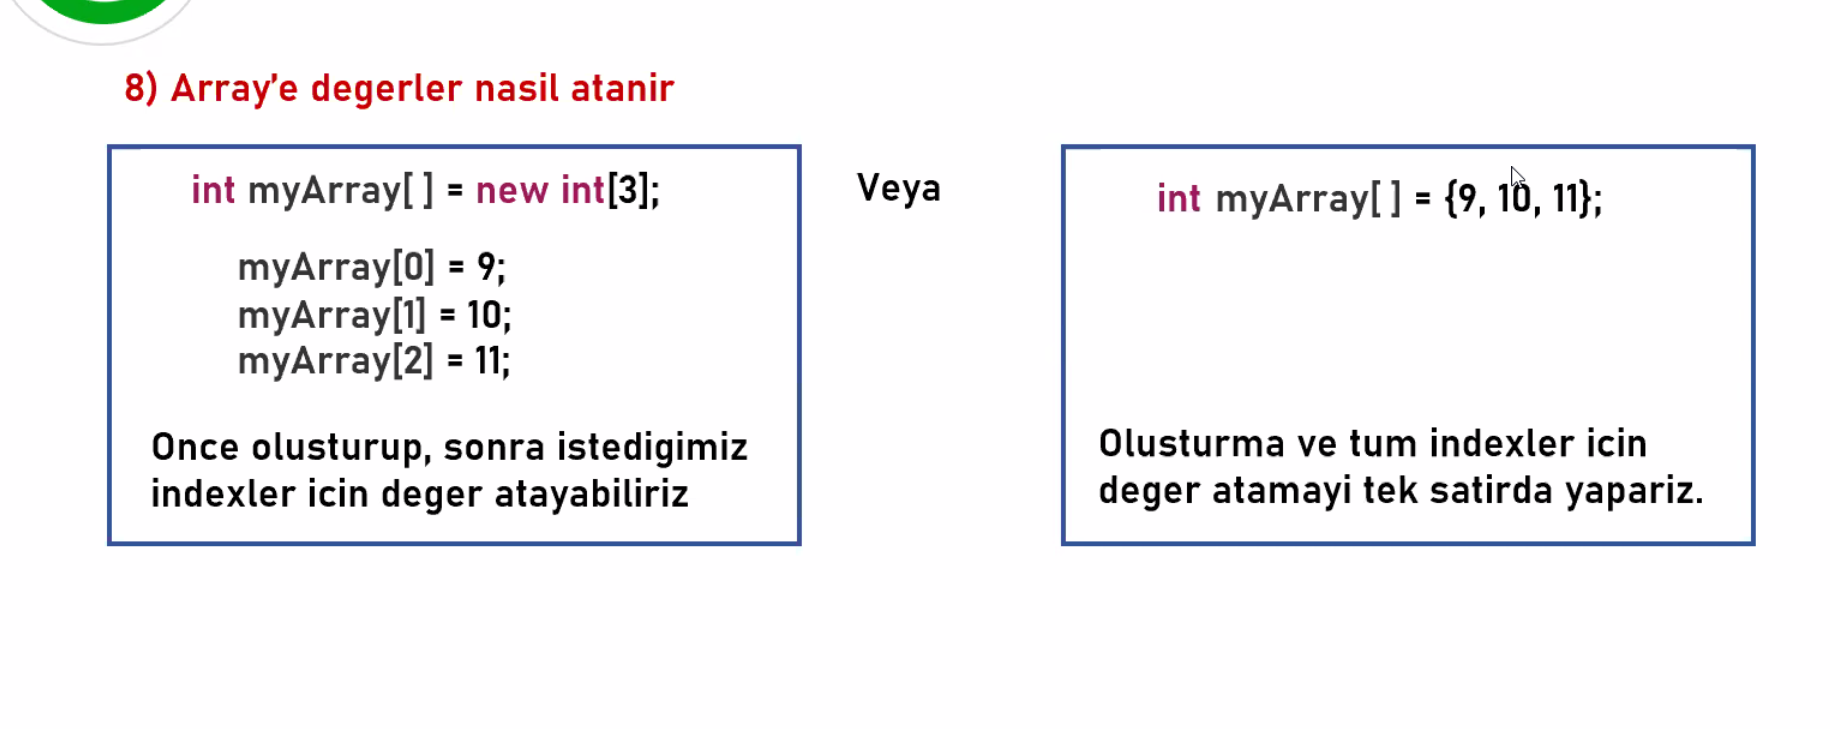 8) Array'e degerler nasil atanir
int myArray[ ] = new int[3];
myArray[0] = 9;
myArray[1] = 10;
myArray[2] = 11;
Once olusturup, sonra istedigimiz
indexler icin deger atayabiliriz
Veya
int myArray[ ] = {9, 10, 11};
Olusturma ve tum indexler icin
deger atamayi tek satirda yapariz.